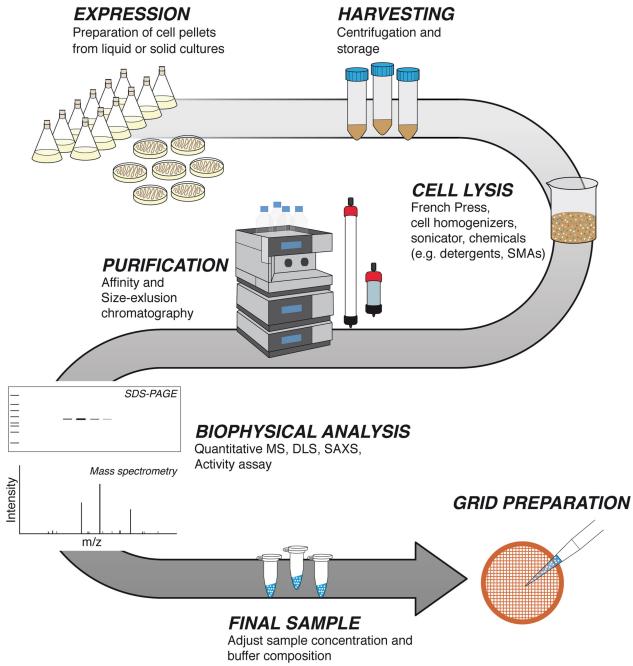 EXPRESSION
Preparation of cell pellets
from liquid or solid cultures
HARVESTING
Centrifugation and
storage
CELL LYSIS
French Press,
cell homogenizers,
sonicator, chemicals
(e.g. detergents, SMAs)
PURIFICATION
Affinity and
Size-exlusion
chromatography
SDS-PAGE
BIOPHYSICAL ANALYSIS
Quantitative MS, DLS, SAXS,
Activity assay
Mass spectrometry
Intensity
m/z
GRID PREPARATION
FINAL SAMPLE
Adjust sample concentration and
buffer composition